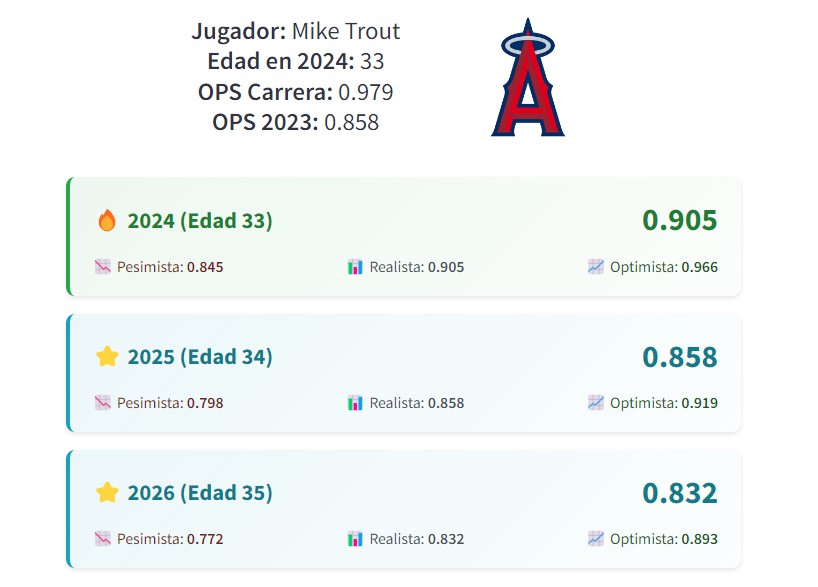 Jugador: Mike Trout
Edad en 2024: 33
OPS Carrera: 0.979
OPS 2023: 0.858
2024 (Edad 33) 0.905
Pesimista: 0.845 Realista: 0.905 Optimista: 0.966
2025 (Edad 34) 0.858
Pesimista: 0.798 Realista: 0.858 Optimista: 0.919
2026 (Edad 35) 0.832
Pesimista: 0.772 Realista: 0.832 Optimista: 0.893